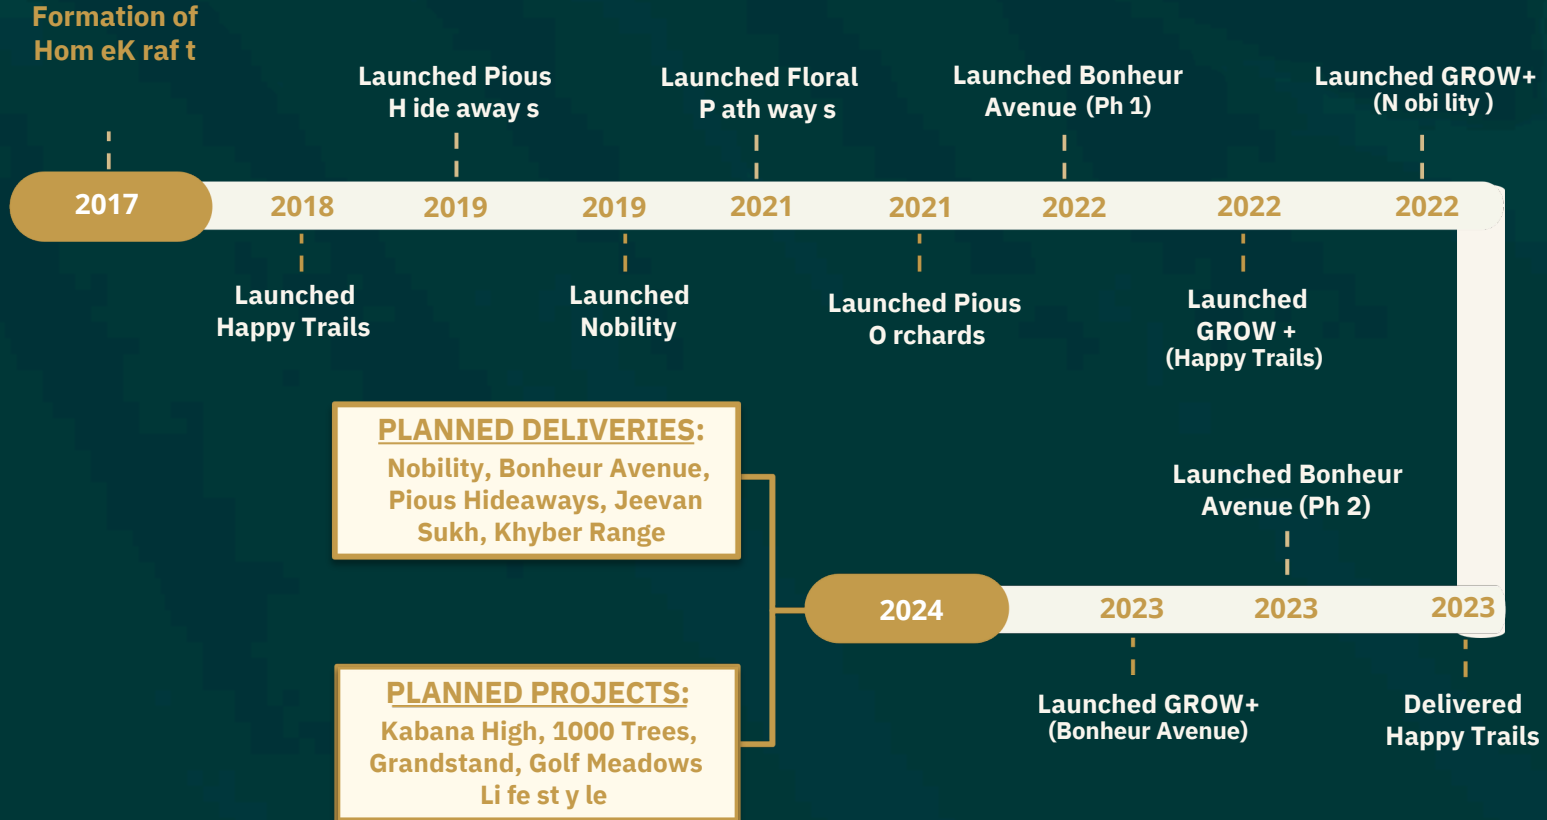 Formation of
Hom eK raf t
Launched Pious
H ide away s
Launched Floral
P ath way s
Launched Bonheur
Avenue (Ph 1)
Launched GROW+
(N obi lity )
2017
2018
2019
2019
2021
2021
2022
2022
2022
Launched
Happy Trails
Launched
Nobility
Launched Pious
O rchards
Launched
GROW +
(Happy Trails)
PLANNED DELIVERIES:
Nobility, Bonheur Avenue,
Pious Hideaways, Jeevan
Sukh, Khyber Range
Launched Bonheur
Avenue (Ph 2)
2024
2023
2023
2023
PLANNED PROJECTS:
Kabana High, 1000 Trees,
Grandstand, Golf Meadows
Li fe st y le
Launched GROW+
(Bonheur Avenue)
Delivered
Happy Trails